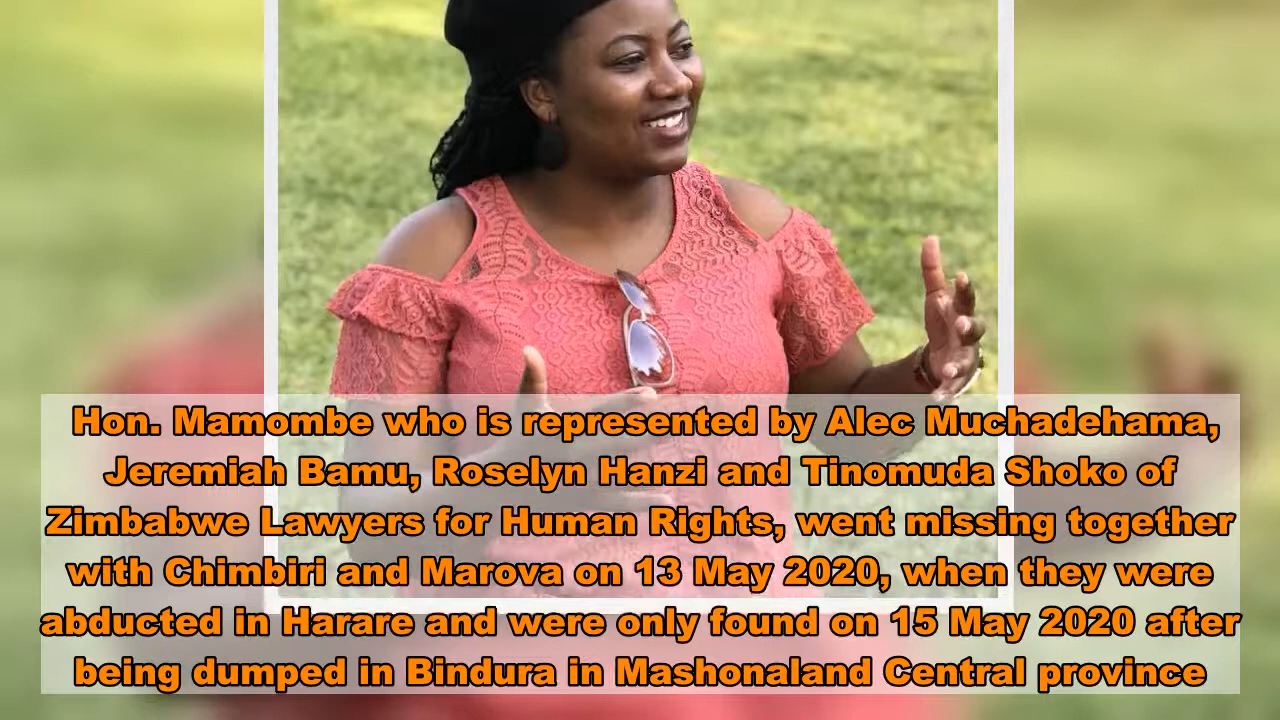 Hon. Mamombe who is represented by Alec Muchadehama,
Jeremiah Bamu, Roselyn Hanzi and Tinomuda Shoko of
Zimbabwe Lawyers for Human Rights, went missing together
with Chimbiri and Marova on 13 May 2020, when they were
abducted in Harare and were only found on 15 May 2020 after
being dumped in Bindura in Mashonaland Central province